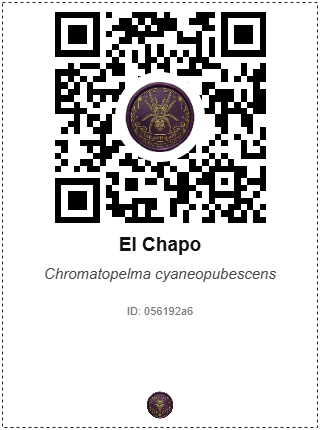 El Chapo
Chromatopelma cyaneopubescens
ID: 056192a6